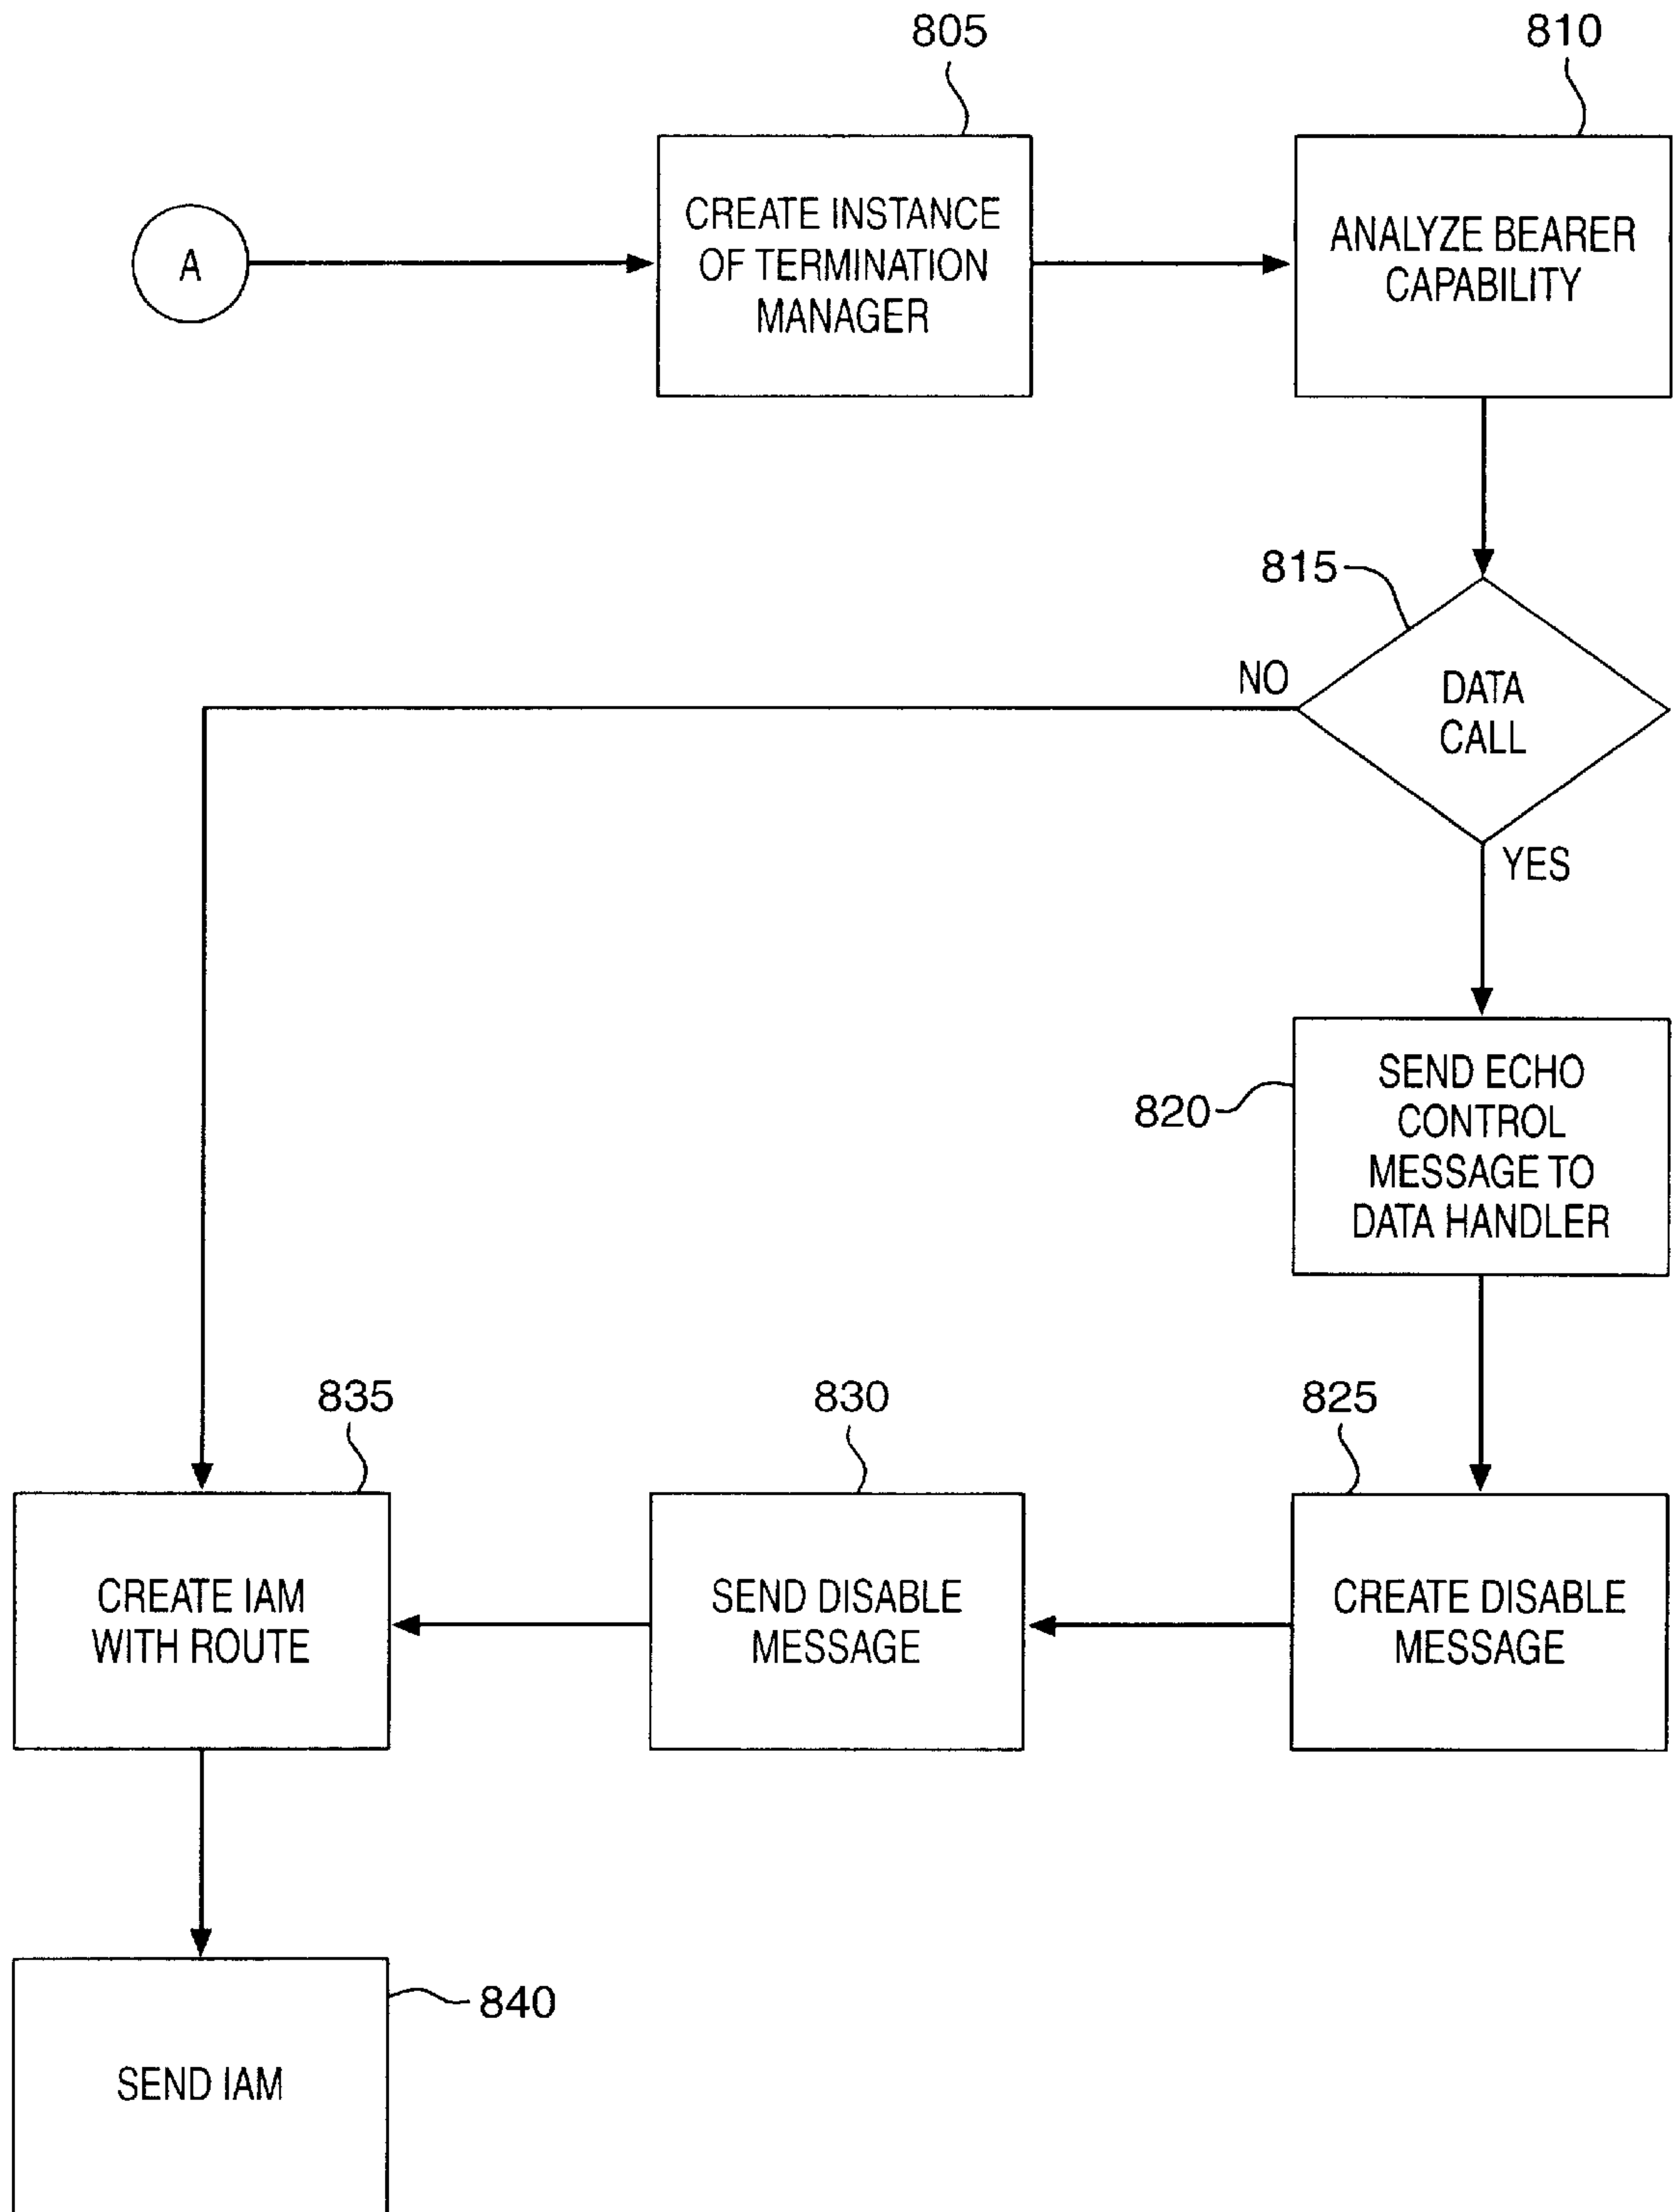 805
810
A
CREATE INSTANCE
OF TERMINATION
MANAGER
ANALYZE BEARER
CAPABILITY
815
NO
DATA
CALL
YES
820
SEND ECHO
CONTROL
MESSAGE TO
DATA HANDLER
835
830
825
CREATE IAM
WITH ROUTE
SEND DISABLE
MESSAGE
CREATE DISABLE
MESSAGE
840
SEND IAM